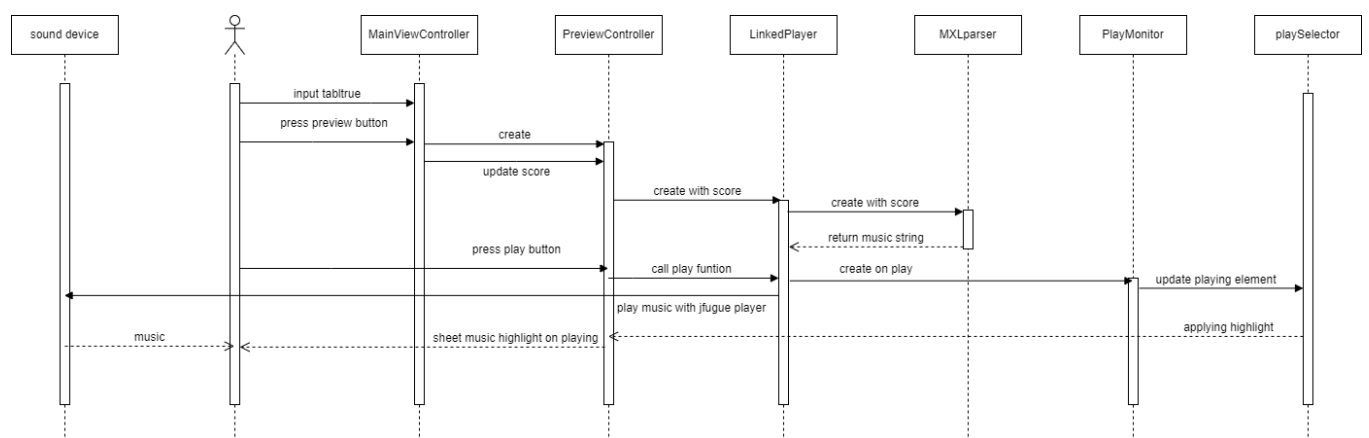 sound device
MainViewController
PreviewController
LinkedPlayer
MXLparser
PlayMonitor
playSelector
input tabltrue
press preview button
create
update score
create with score
create with score
return music string
press play button
call play funtion
create on play
update playing element
play music with jfugue player
applying highlight
music
sheet music highlight on playing